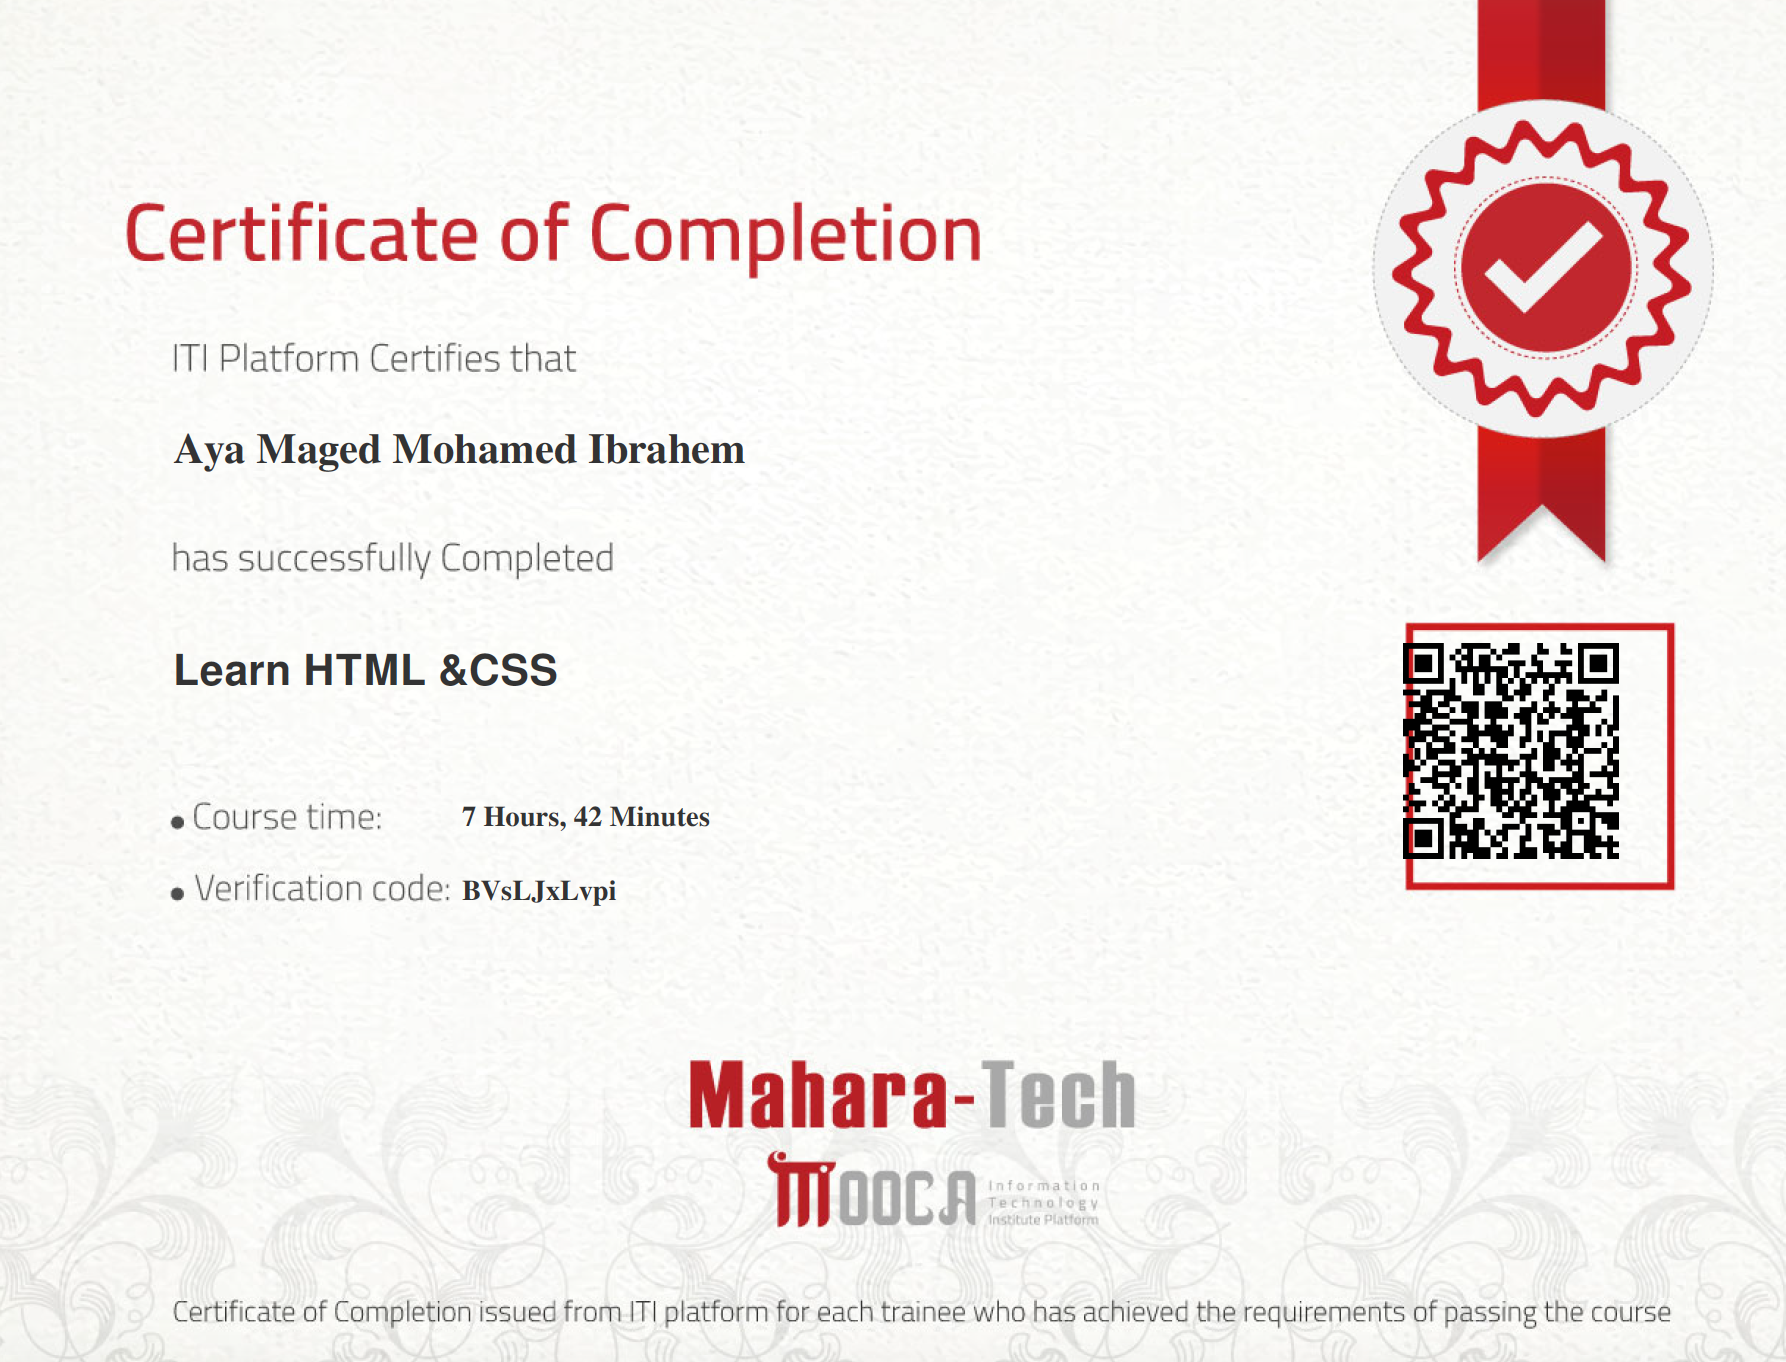 Certificate of Completion
ITI Platform Certifies that
Aya Maged Mohamed Ibrahem
has successfully Completed
Learn HTML &CSS
• Course time: 7 Hours, 42 Minutes
• Verification code: BVsLJxLvpi
Mahara-Tech
MOOCA
Information
Technology
Institute Platform
Certificate of Completion issued from ITI platform for each trainee who has achieved the requirements of passing the course